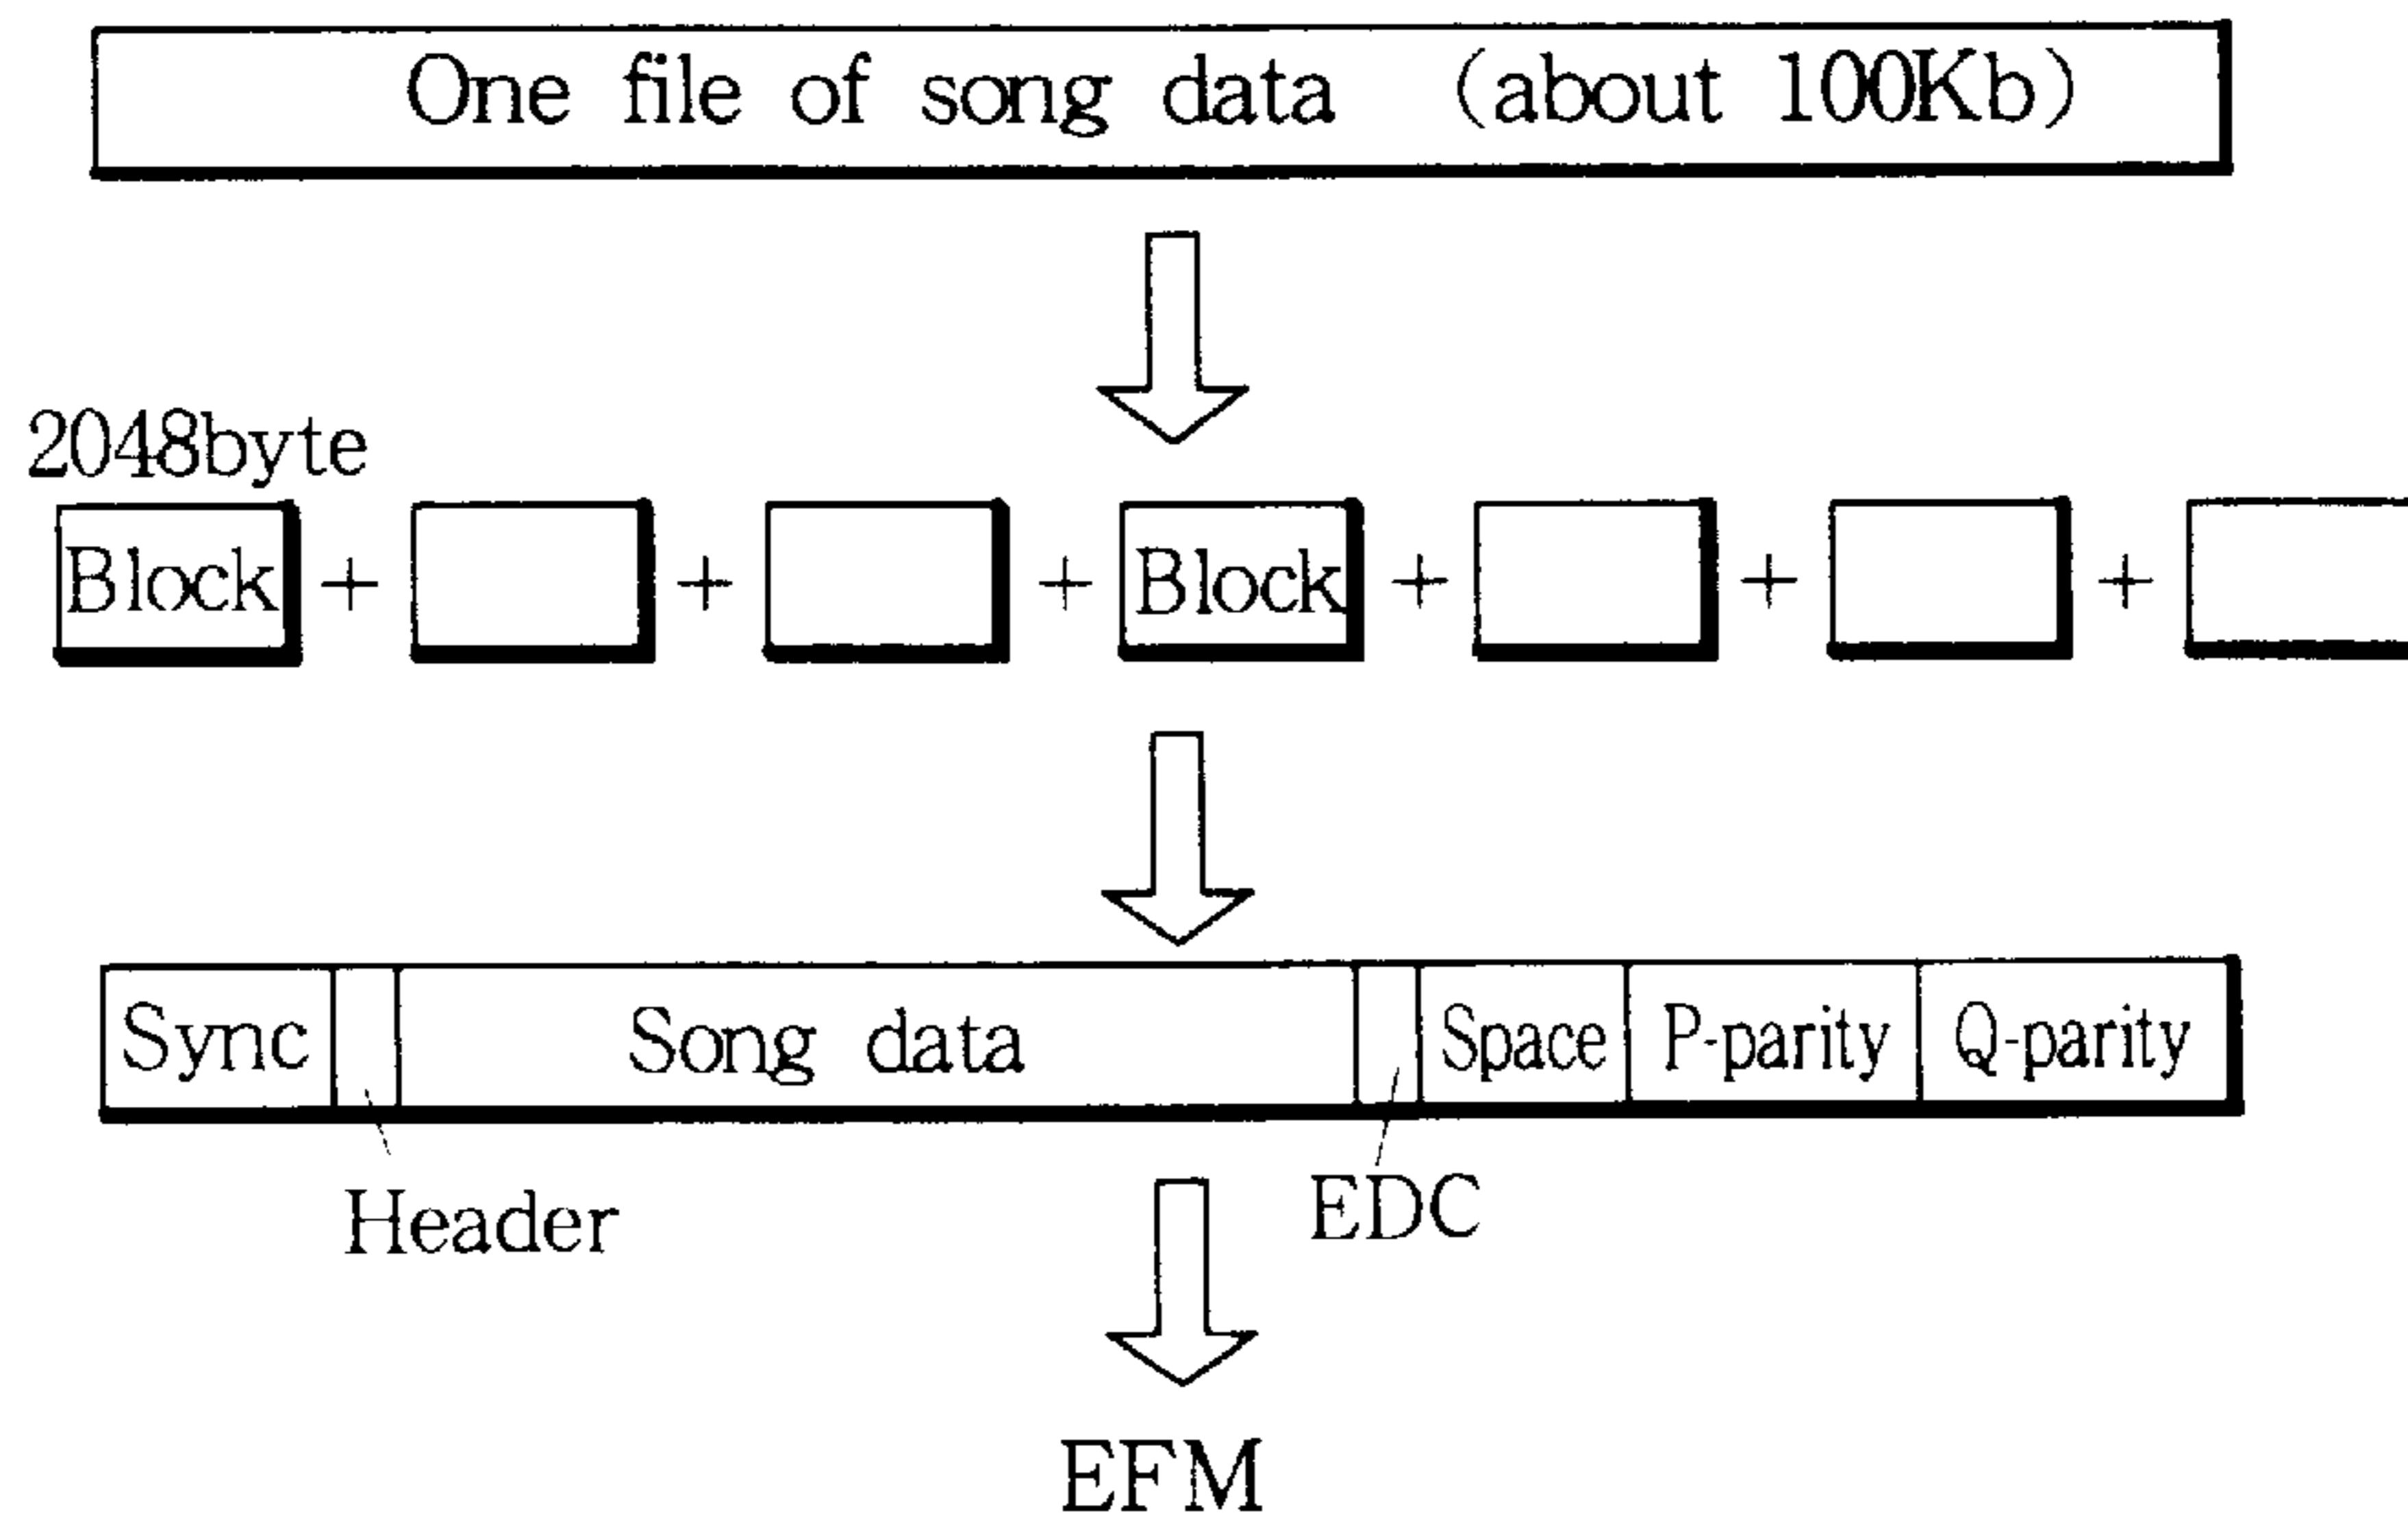 One file of song data (about 100Kb)
2048byte
Block + + + Block + + +
Sync Song data Space P-parity Q-parity
Header EDC
EFM